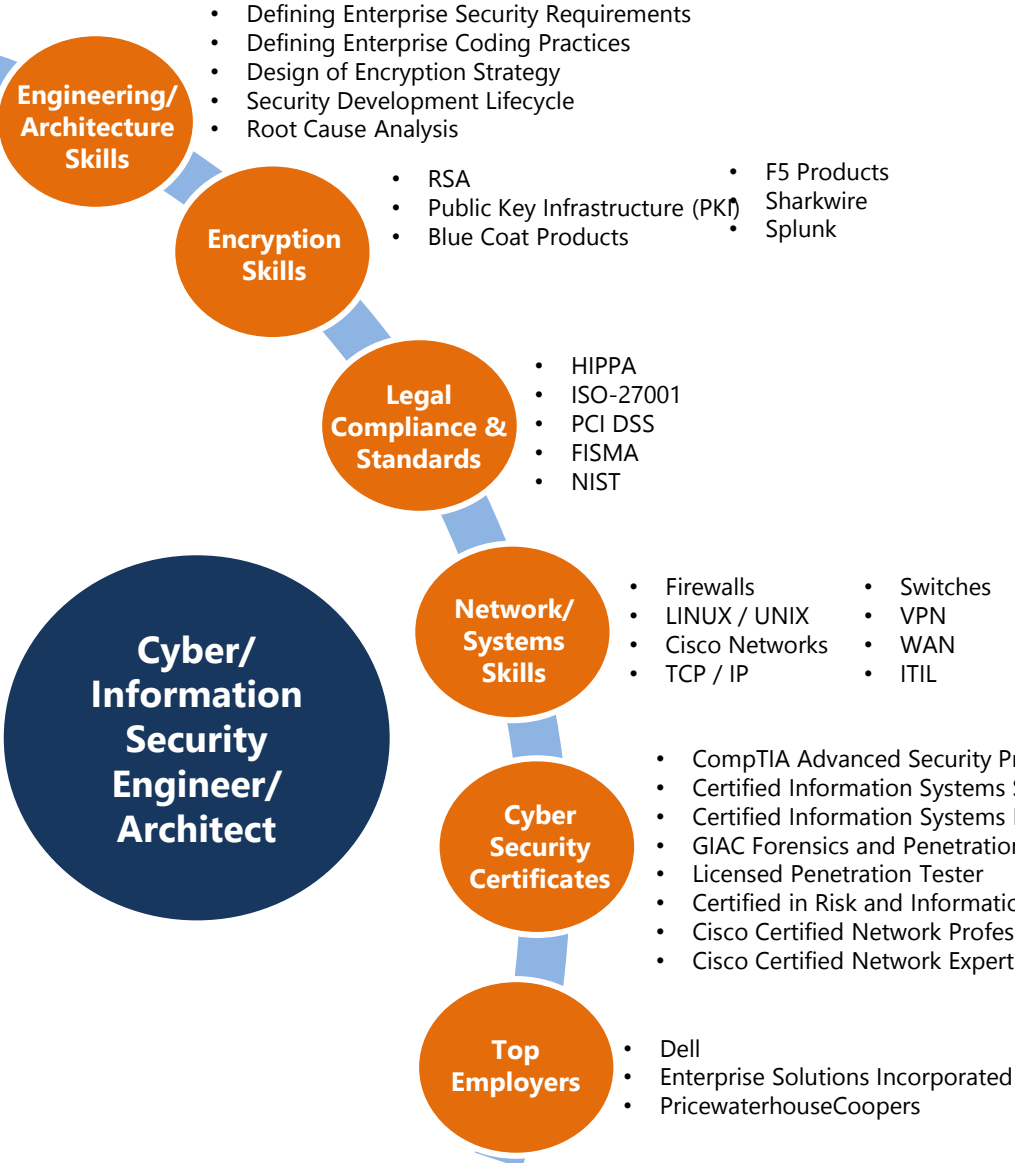 • Defining Enterprise Security Requirements
• Defining Enterprise Coding Practices
• Design of Encryption Strategy
• Security Development Lifecycle
• Root Cause Analysis
Engineering/
Architecture
Skills
• RSA
• Public Key Infrastructure (PKI)
• Blue Coat Products
• F5 Products
• Sharkwire
• Splunk
Encryption
Skills
• HIPPA
• ISO-27001
• PCI DSS
• FISMA
• NIST
Legal
Compliance &
Standards
• Firewalls
• LINUX / UNIX
• Cisco Networks
• TCP / IP
• Switches
• VPN
• WAN
• ITIL
Network/
Systems
Skills
Cyber/
Information
Security
Engineer/
Architect
• CompTIA Advanced Security
• Certified Information Systems
• Certified Information Systems
• GIAC Forensics and
• Licensed Penetration Tester
• Certified in Risk and
• Cisco Certified Network
• Cisco Certified Network Expert
Cyber
Security
Certificates
• Dell
• Enterprise Solutions Incorporated
• PricewaterhouseCoopers
Top
Employers